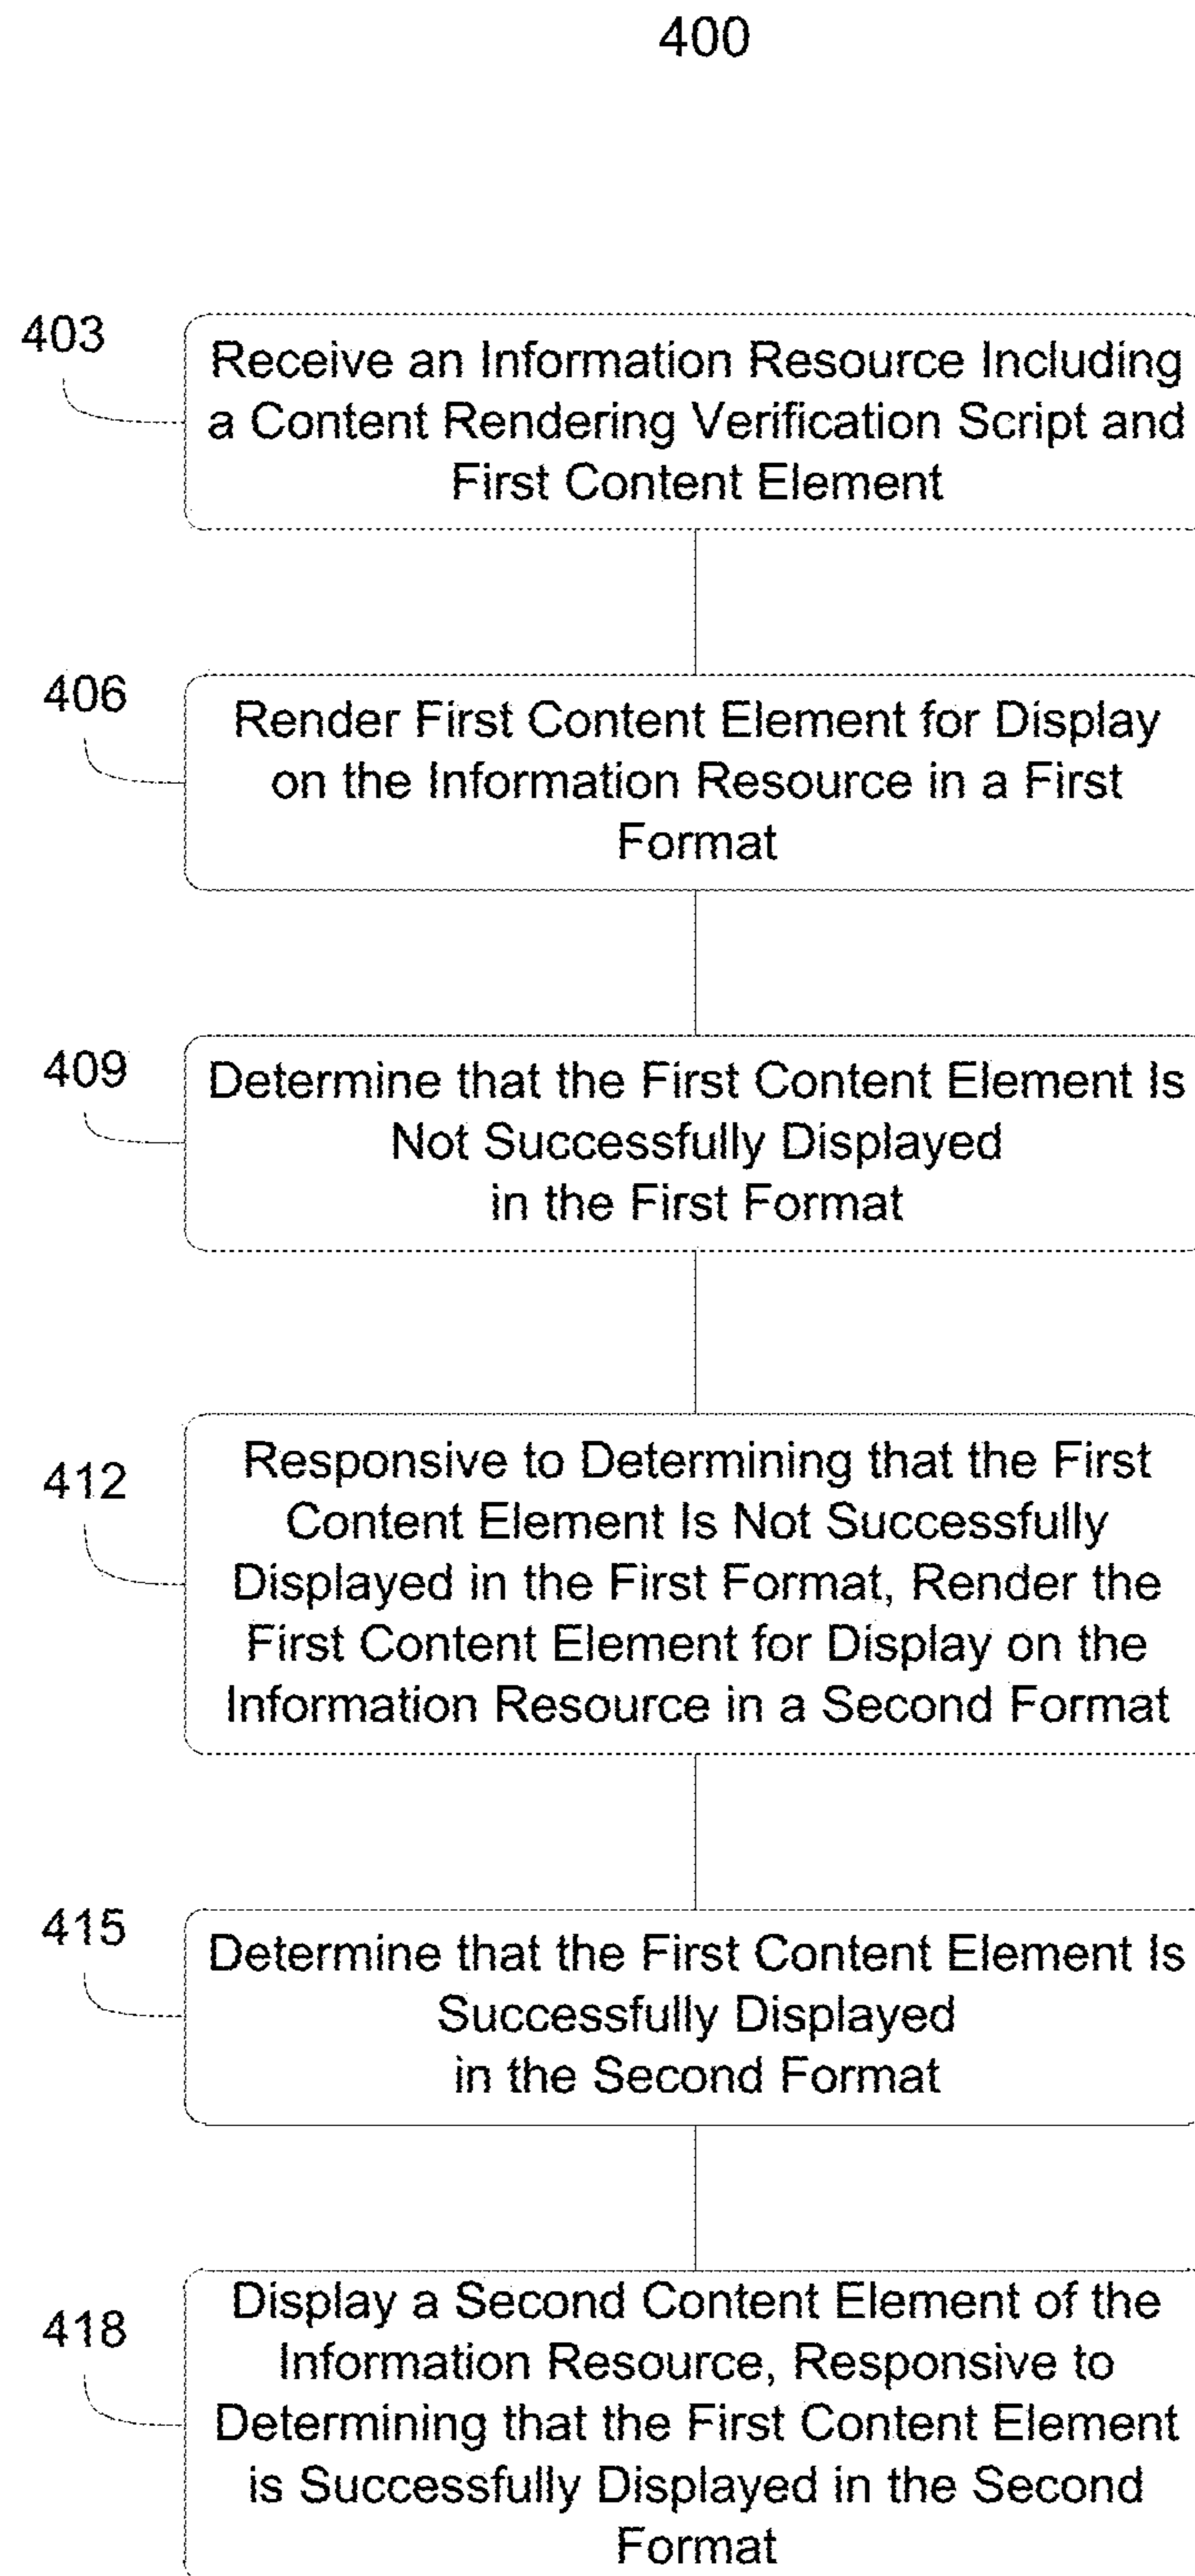 400
403
Receive an Information Resource Including
a Content Rendering Verification Script and
First Content Element
406
Render First Content Element for Display
on the Information Resource in a First
Format
409
Determine that the First Content Element Is
Not Successfully Displayed
in the First Format
412
Responsive to Determining that the First
Content Element Is Not Successfully
Displayed in the First Format, Render the
First Content Element for Display on the
Information Resource in a Second Format
415
Determine that the First Content Element Is
Successfully Displayed
in the Second Format
418
Display a Second Content Element of the
Information Resource, Responsive to
Determining that the First Content Element
is Successfully Displayed in the Second
Format